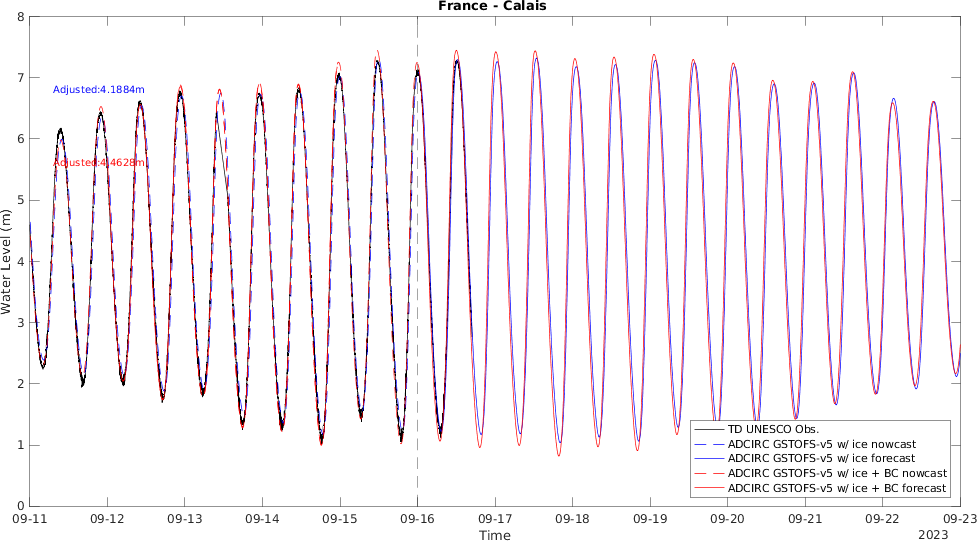 France - Calais
8
7
6
5
4
3
2
1
0
Water Level (m)
Adjusted:4.1884m
Adjusted:4.4628m
TD UNESCO Obs.
ADCIRC GSTOFS-v5 w/ ice nowcast
ADCIRC GSTOFS-v5 w/ ice forecast
ADCIRC GSTOFS-v5 w/ ice + BC nowcast
ADCIRC GSTOFS-v5 w/ ice + BC forecast
09-11 09-12 09-13 09-14 09-15 09-16 09-17 09-18 09-19 09-20 09-21 09-22 09-23
Time
2023